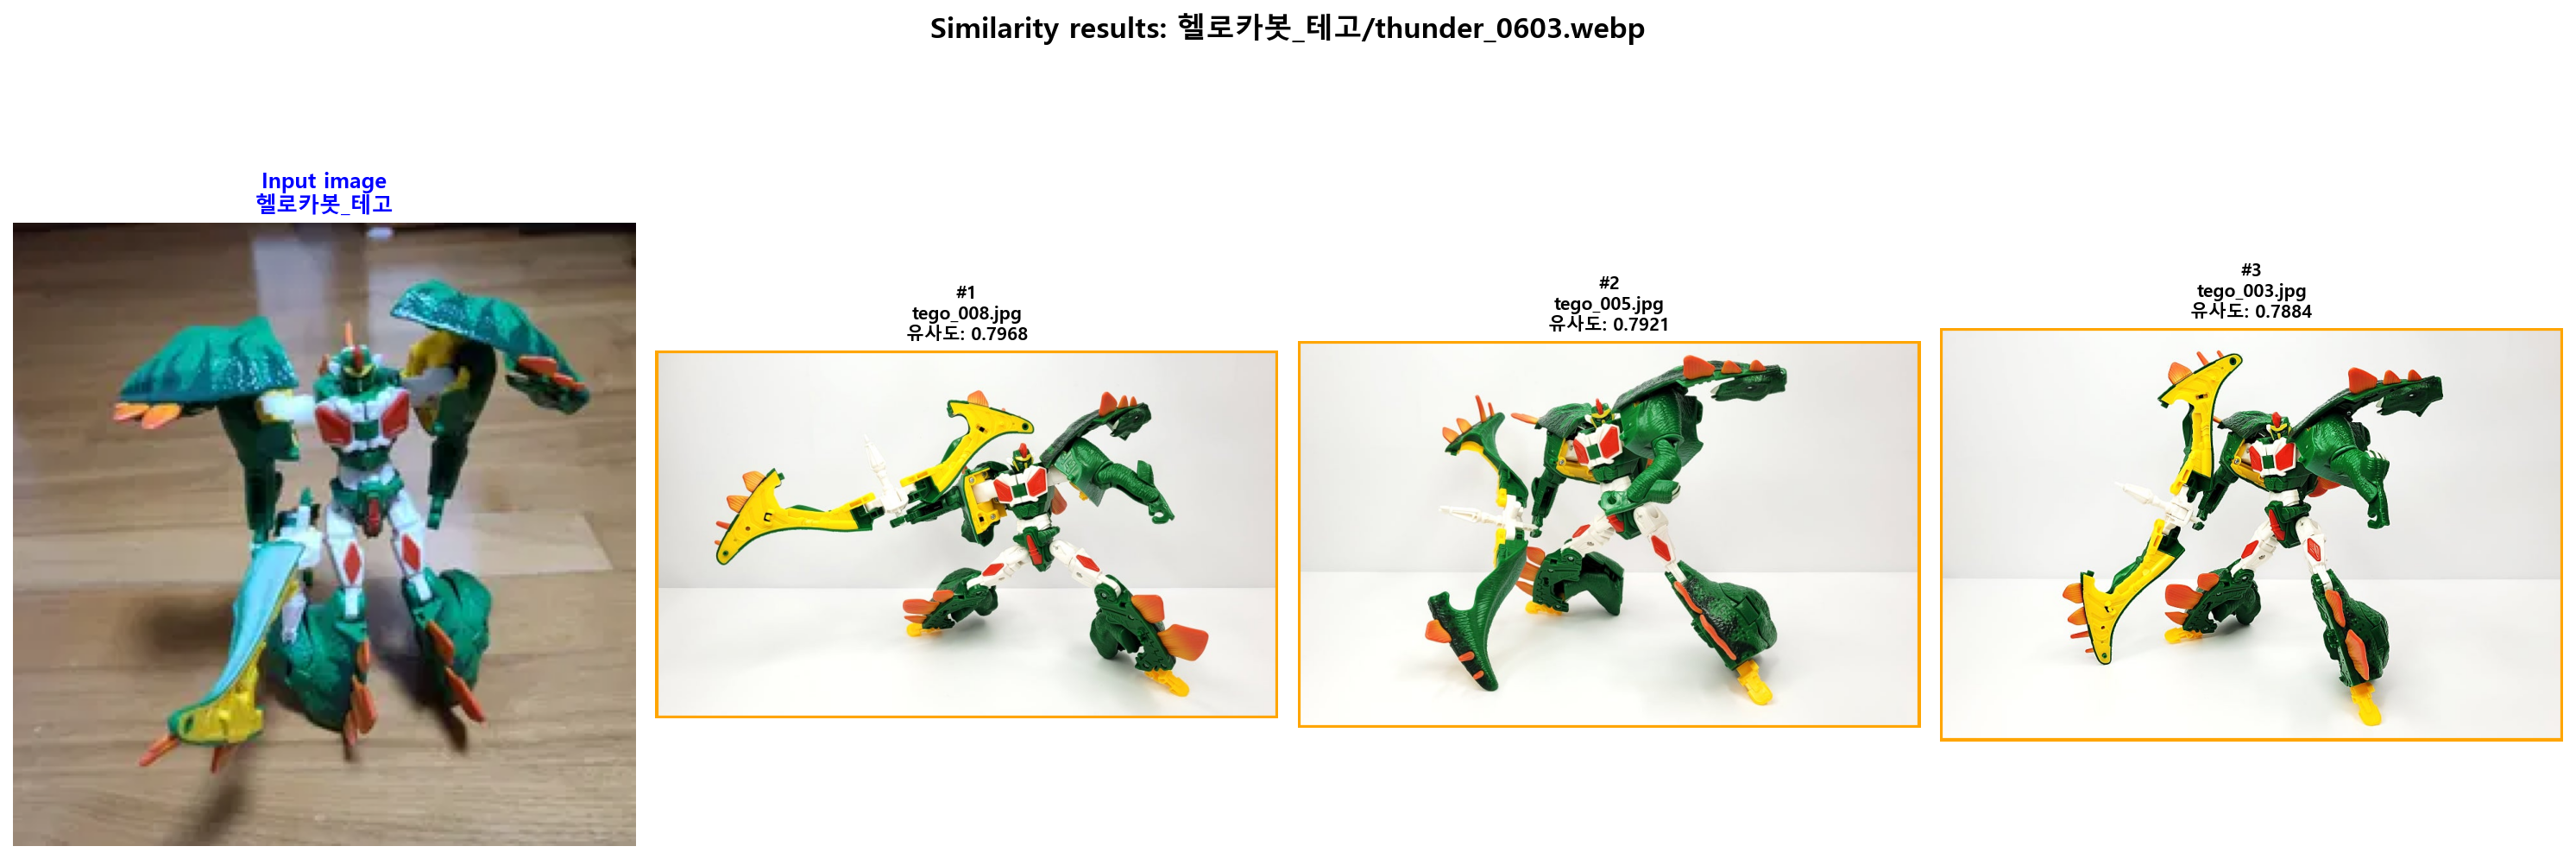 Similarity results: 헬로카봇_테고/thunder_0603.webp
Input image
헬로카봇_테고
#1
tego_008.jpg
유사도: 0.7968
#2
tego_005.jpg
유사도: 0.7921
#3
tego_003.jpg
유사도: 0.7884